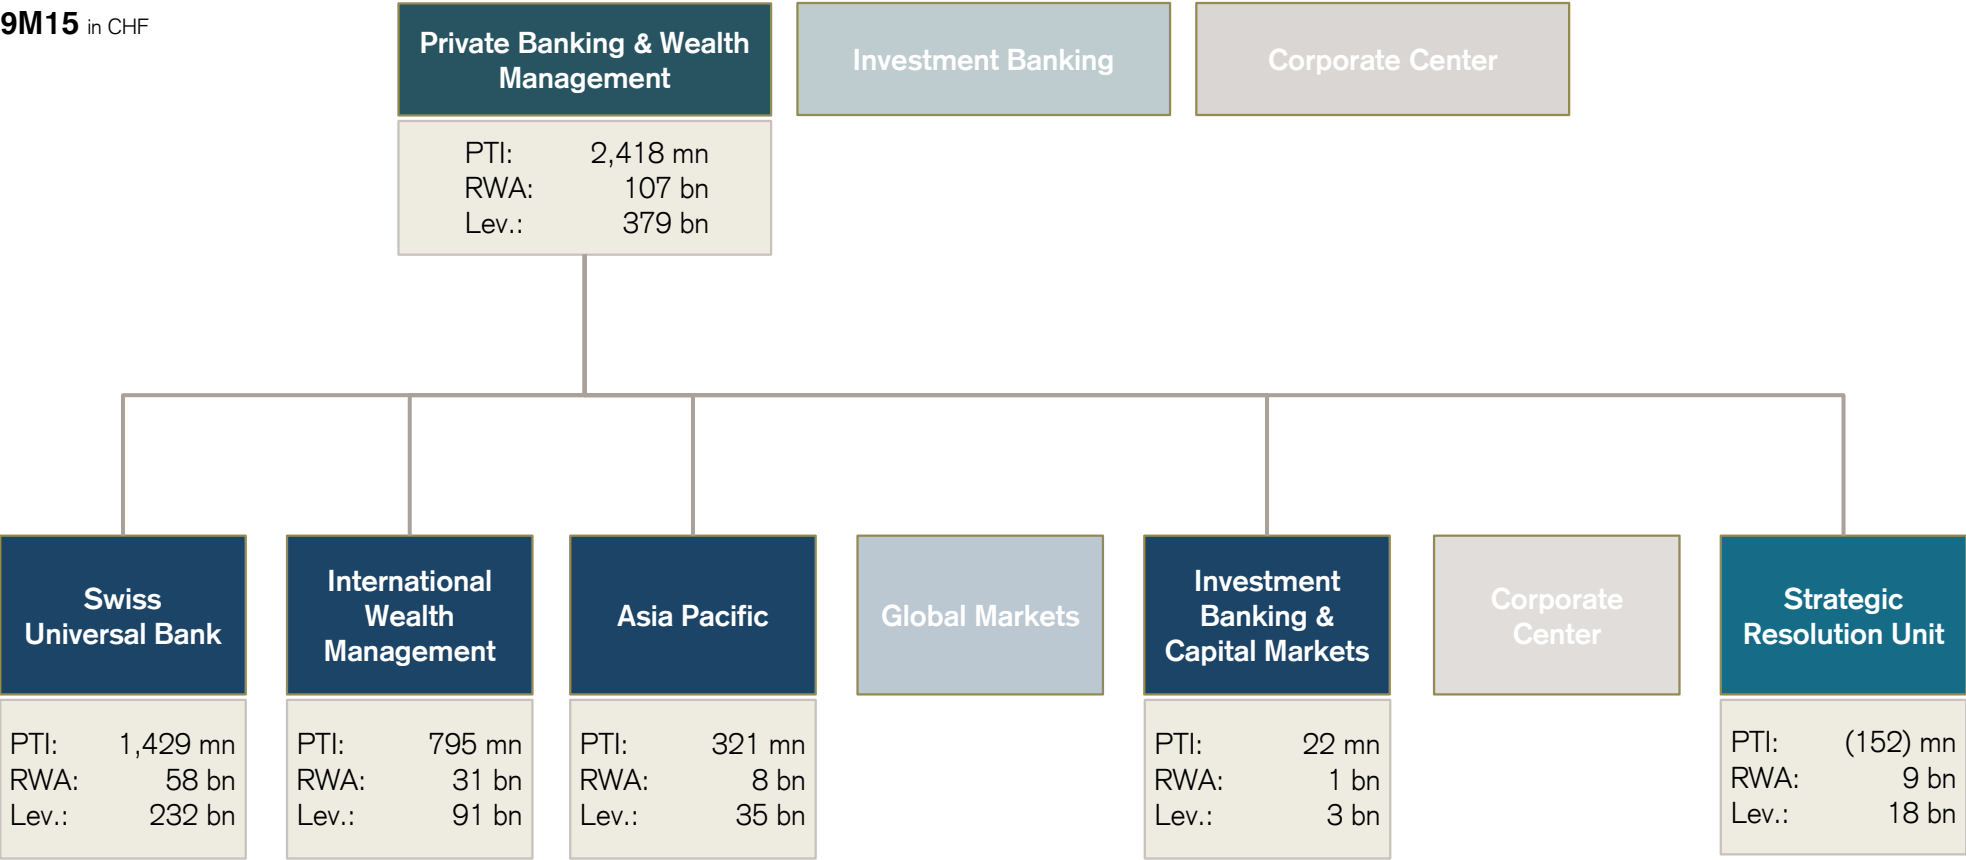 9M15 in CHF
Private Banking & Wealth
Management
Investment Banking
Corporate Center
PTI: 2,418 mn
RWA: 107 bn
Lev.: 379 bn
Swiss
Universal Bank
International
Wealth
Management
Asia Pacific
Global Markets
Investment
Banking &
Capital Markets
Corporate
Center
Strategic
Resolution Unit
PTI: 1,429 mn
RWA: 58 bn
Lev.: 232 bn
PTI: 795 mn
RWA: 31 bn
Lev.: 91 bn
PTI: 321 mn
RWA: 8 bn
Lev.: 35 bn
PTI: 22 mn
RWA: 1 bn
Lev.: 3 bn
PTI: (152) mn
RWA: 9 bn
Lev.: 18 bn